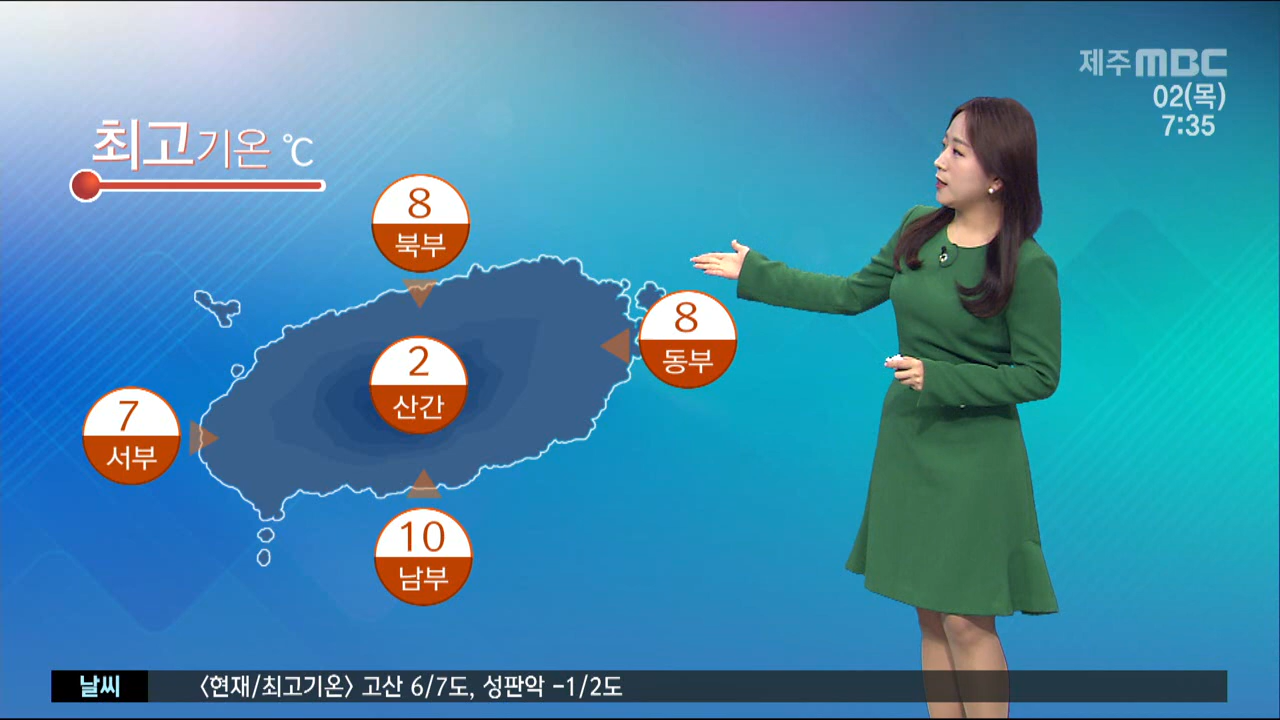 제주MBC
02(목)
7:35
최고기온 ℃
8
북부
8
동부
2
산간
7
서부
10
남부
날씨 〈현재/최고기온〉 고산 6/7도, 성판악 -1/2도